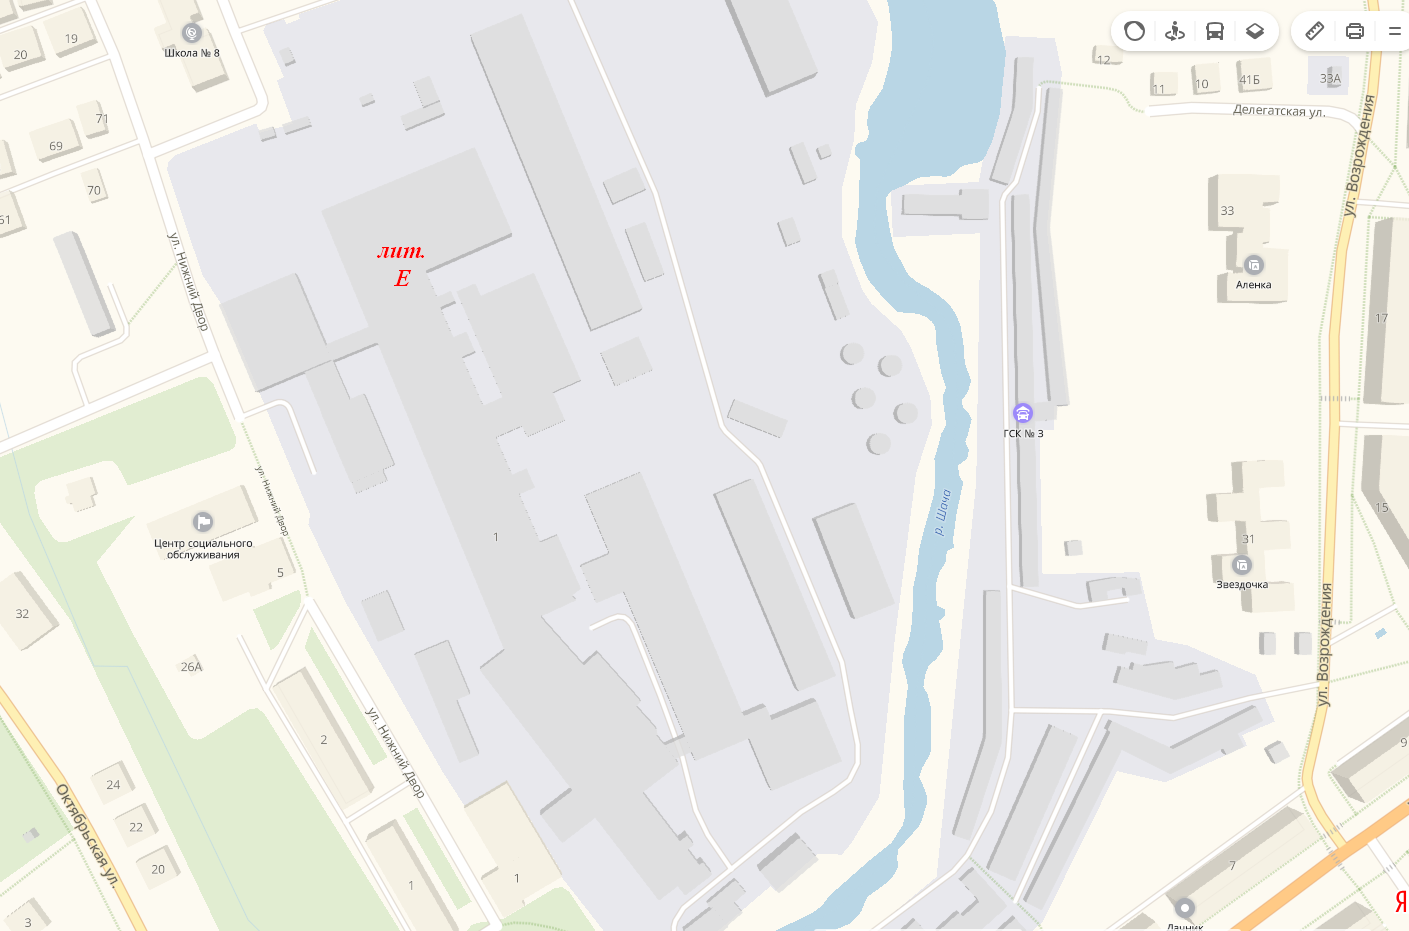 19
20
Школа № 8
71
69
70
61
ул. Нижний Двор
лит.
Е
12
11
10
41Б
33А
Делегатская ул.
ул. Возрождения
33
Аленка
17
ГСК № 3
р. Шача
15
31
Звездочка
1
ул. Нижний Двор
Центр социального
обслуживания
5
32
26А
2
ул. Нижний Двор
ул. Возрождения
9
24
22
20
Октябрьская ул.
1
1
3
7
Дачник
Я